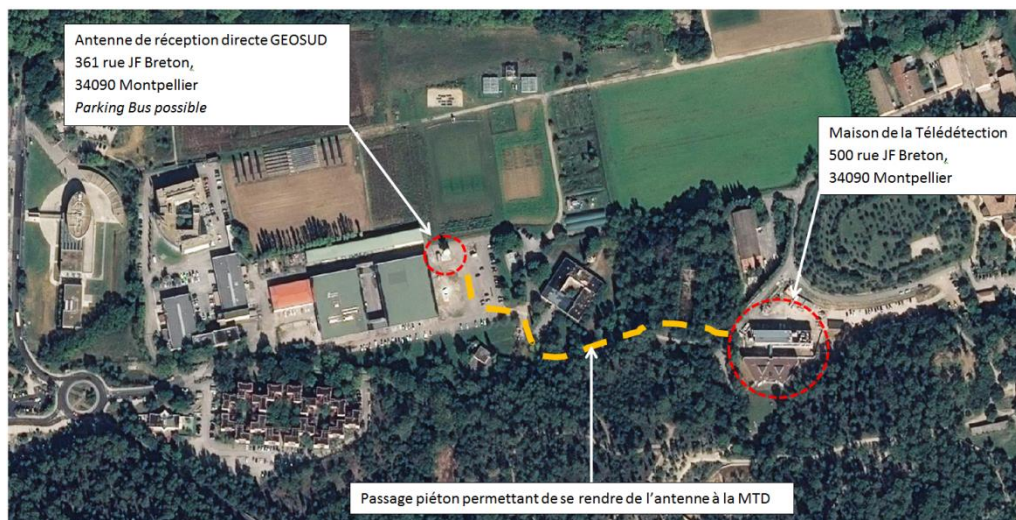 Antenne de réception directe GEOSUD
361 rue JF Breton,
34090 Montpellier
Parking Bus possible
Maison de la Télédétection
500 rue JF Breton,
34090 Montpellier
Passage piéton permettant de se rendre de l'antenne à la MTD